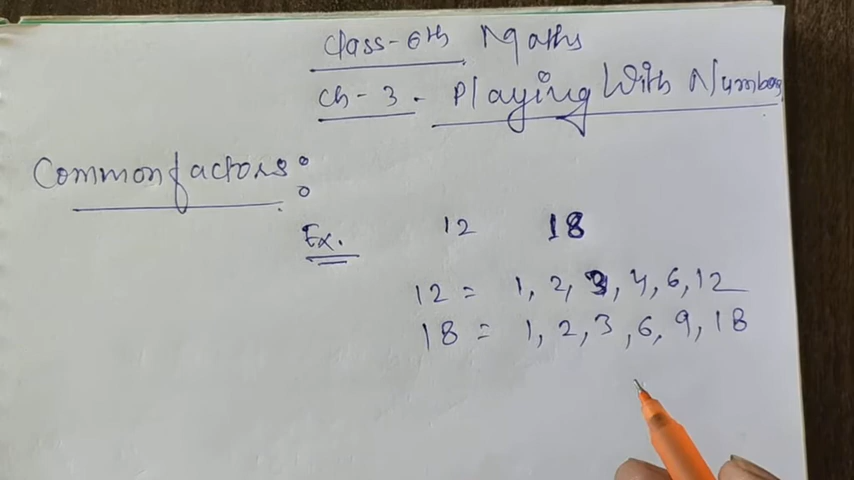 Class-6th Maths
Ch-3. Playing With Numbers
Common factors:
Ex. 12 18
12 = 1, 2, 3, 4, 6, 12
18 = 1, 2, 3, 6, 9, 18